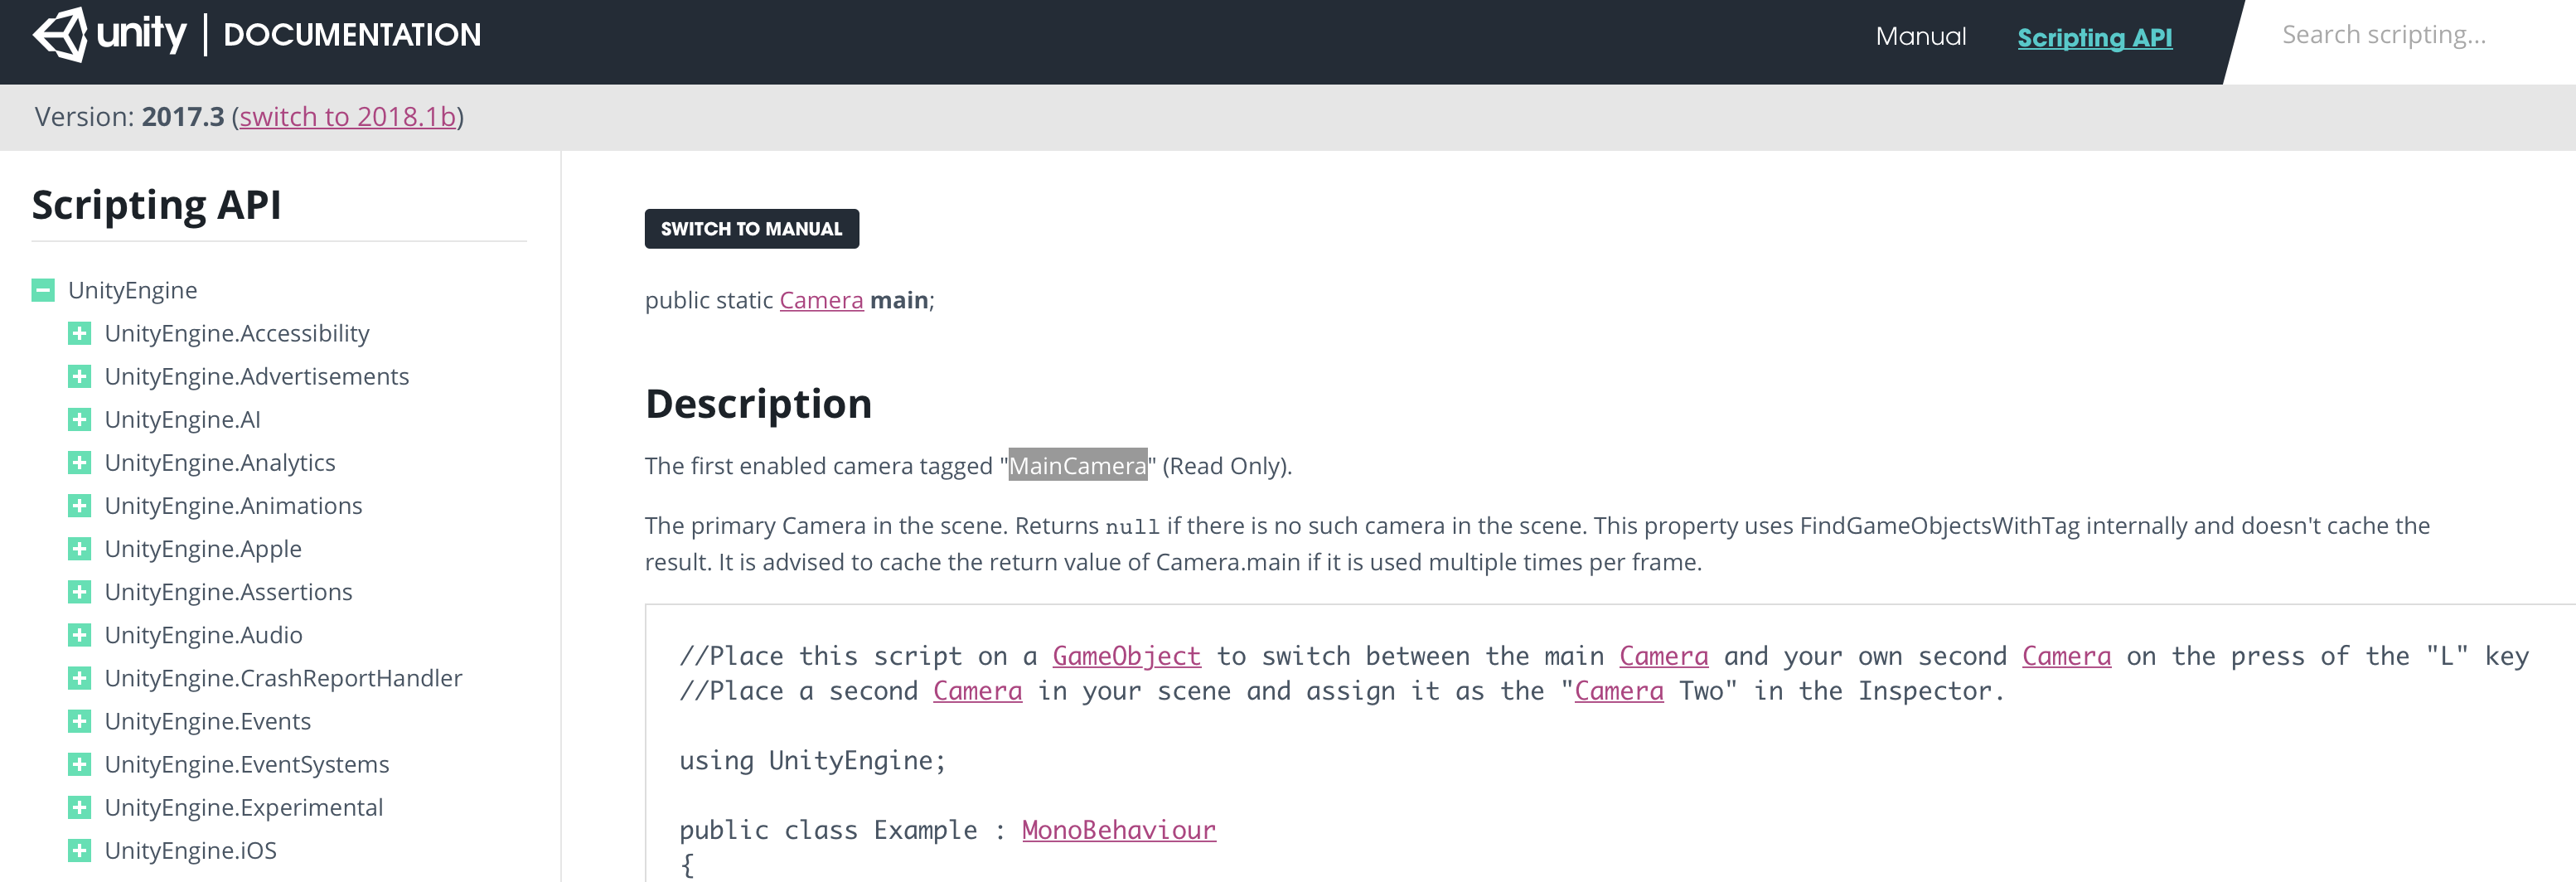 unity | DOCUMENTATION
Manual
Scripting API
Search scripting...
Version: 2017.3 (switch to 2018.1b)
Scripting API
UnityEngine
UnityEngine.Accessibility
UnityEngine.Advertisements
UnityEngine.AI
UnityEngine.Analytics
UnityEngine.Animations
UnityEngine.Apple
UnityEngine.Assertions
UnityEngine.Audio
UnityEngine.CrashReportHandler
UnityEngine.Events
UnityEngine.EventSystems
UnityEngine.Experimental
UnityEngine.iOS
SWITCH TO MANUAL
public static Camera main;
Description
The first enabled camera tagged "MainCamera" (Read Only).
The primary Camera in the scene. Returns null if there is no such camera in the scene. This property uses FindGameObjectsWithTag internally and doesn't cache the
result. It is advised to cache the return value of Camera.main if it is used multiple times per frame.
//Place this script on a GameObject to switch between the main Camera and your own second Camera on the press of the "L" key
//Place a second Camera in your scene and assign it as the "Camera Two" in the Inspector.
using UnityEngine;
public class Example : MonoBehaviour
{